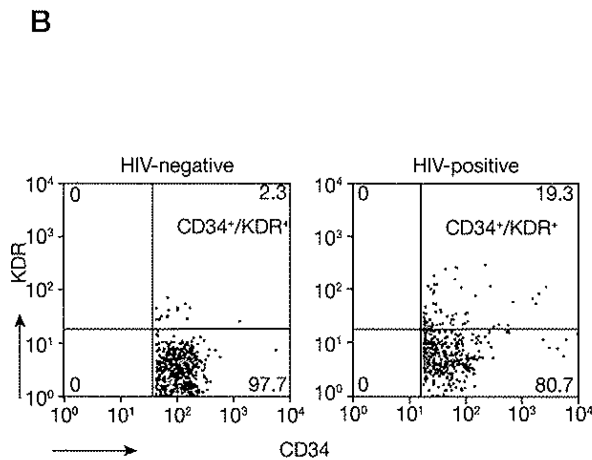 B
HIV-negative
HIV-positive
10⁴
0
2.3
CD34⁺/KDR⁺
10³
10²
10¹
10⁰
0
97.7
10⁰ 10¹ 10² 10³ 10⁴
KDR
10⁴
0
19.3
CD34⁺/KDR⁺
10³
10²
10¹
10⁰
0
80.7
10⁰ 10¹ 10² 10³ 10⁴
CD34